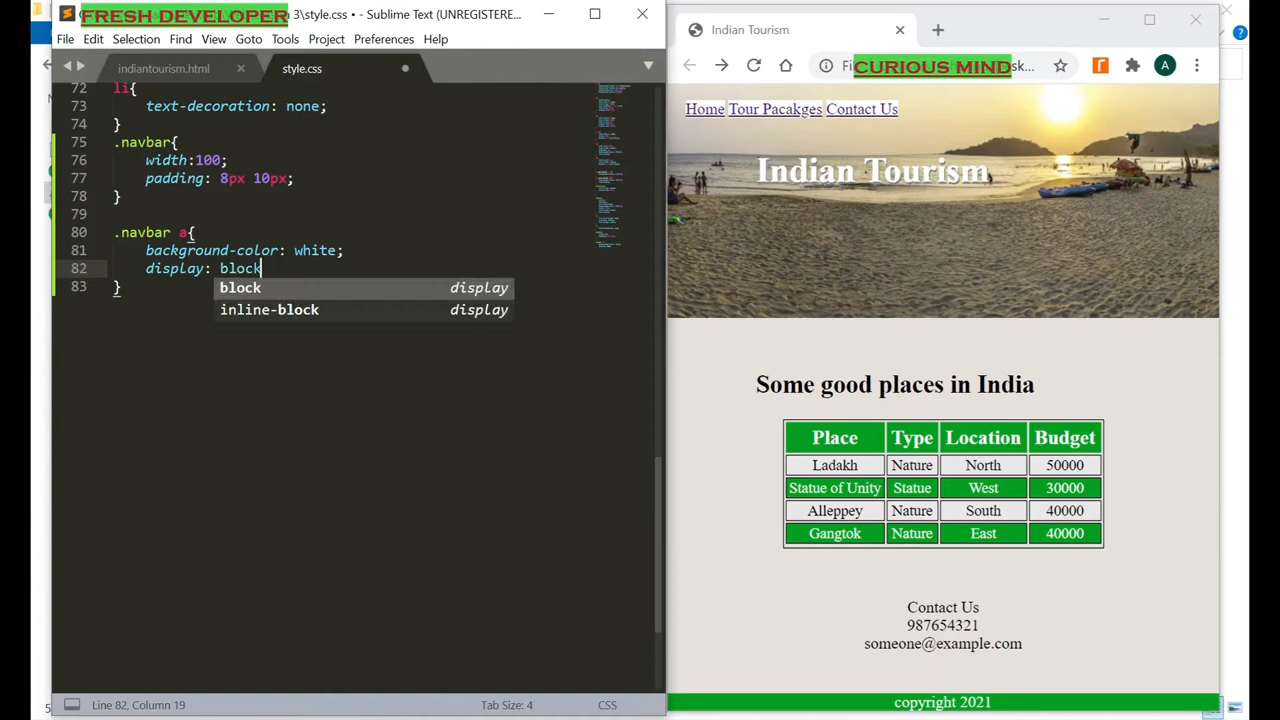 FRESH DEVELOPER
3\style.css • - Sublime Text (UNREGISTERE...
File Edit Selection Find View Goto Tools Project Preferences Help
indiantourism.html
style.css
72 li{
73 text-decoration: none;
74 }
75 .navbar{
76 width:100;
77 padding: 8px 10px;
78 }
79
80 .navbar a{
81 background-color: white;
82 display: block
83 }
block display
inline-block display
Line 82, Column 19
Tab Size: 4
CSS
Indian Tourism
CURIOUS MIND
sk...
A
Home Tour Pacakges Contact Us
Indian Tourism
Some good places in India
Place Type Location Budget
Ladakh Nature North 50000
Statue of Unity Statue West 30000
Alleppey Nature South 40000
Gangtok Nature East 40000
Contact Us
987654321
someone@example.com
copyright 2021